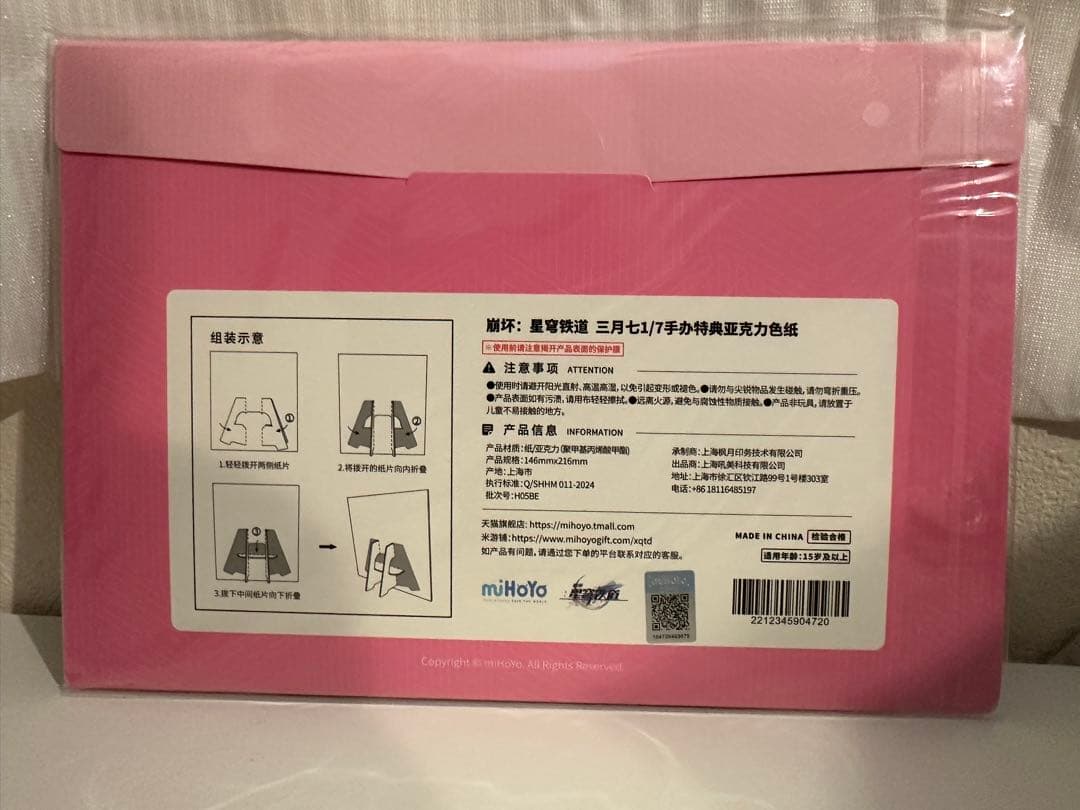 组装示意
①
②
1.轻轻拨开两侧纸片
2.将拨开的纸片向内折叠
③
3.拨下中间纸片向下折叠
崩坏：星穹铁道 三月七1/7手办特典亚克力色纸
※使用前请注意揭开产品表面的保护膜
注意事项 ATTENTION
●使用时请避开阳光直射、高温高湿，以免引起变形或褪色。●请勿与尖锐物品发生碰触，请勿弯折重压。
●产品表面如有污渍，请用布轻轻擦拭。●远离火源，避免与腐蚀性物质接触。●产品非玩具，请放置于
儿童不易接触的地方。
产品信息 INFORMATION
产品材质：纸/亚克力（聚甲基丙烯酸甲酯）
产品规格：146mmx216mm
产地：上海市
执行标准：Q/SHHM 011-2024
批次号：H05BE
承制商：上海枫月印务技术有限公司
出品商：上海吼美科技有限公司
地址：上海市徐汇区钦江路99号1号楼303室
电话：+86 18116485197
天猫旗舰店: https://mihoyo.tmall.com
米游铺:https://www.mihoyogift.com/xqtd
如产品有问题，请通过您下单的平台联系对应的客服。
MADE IN CHINA 检验合格
适用年龄：15岁及以上
miHoYo
TECH OTAKUS SAVE THE WORLD
崩坏：星穹铁道
miHoYo
2212345904720
Copyright © miHoYo. All Rights Reserved.